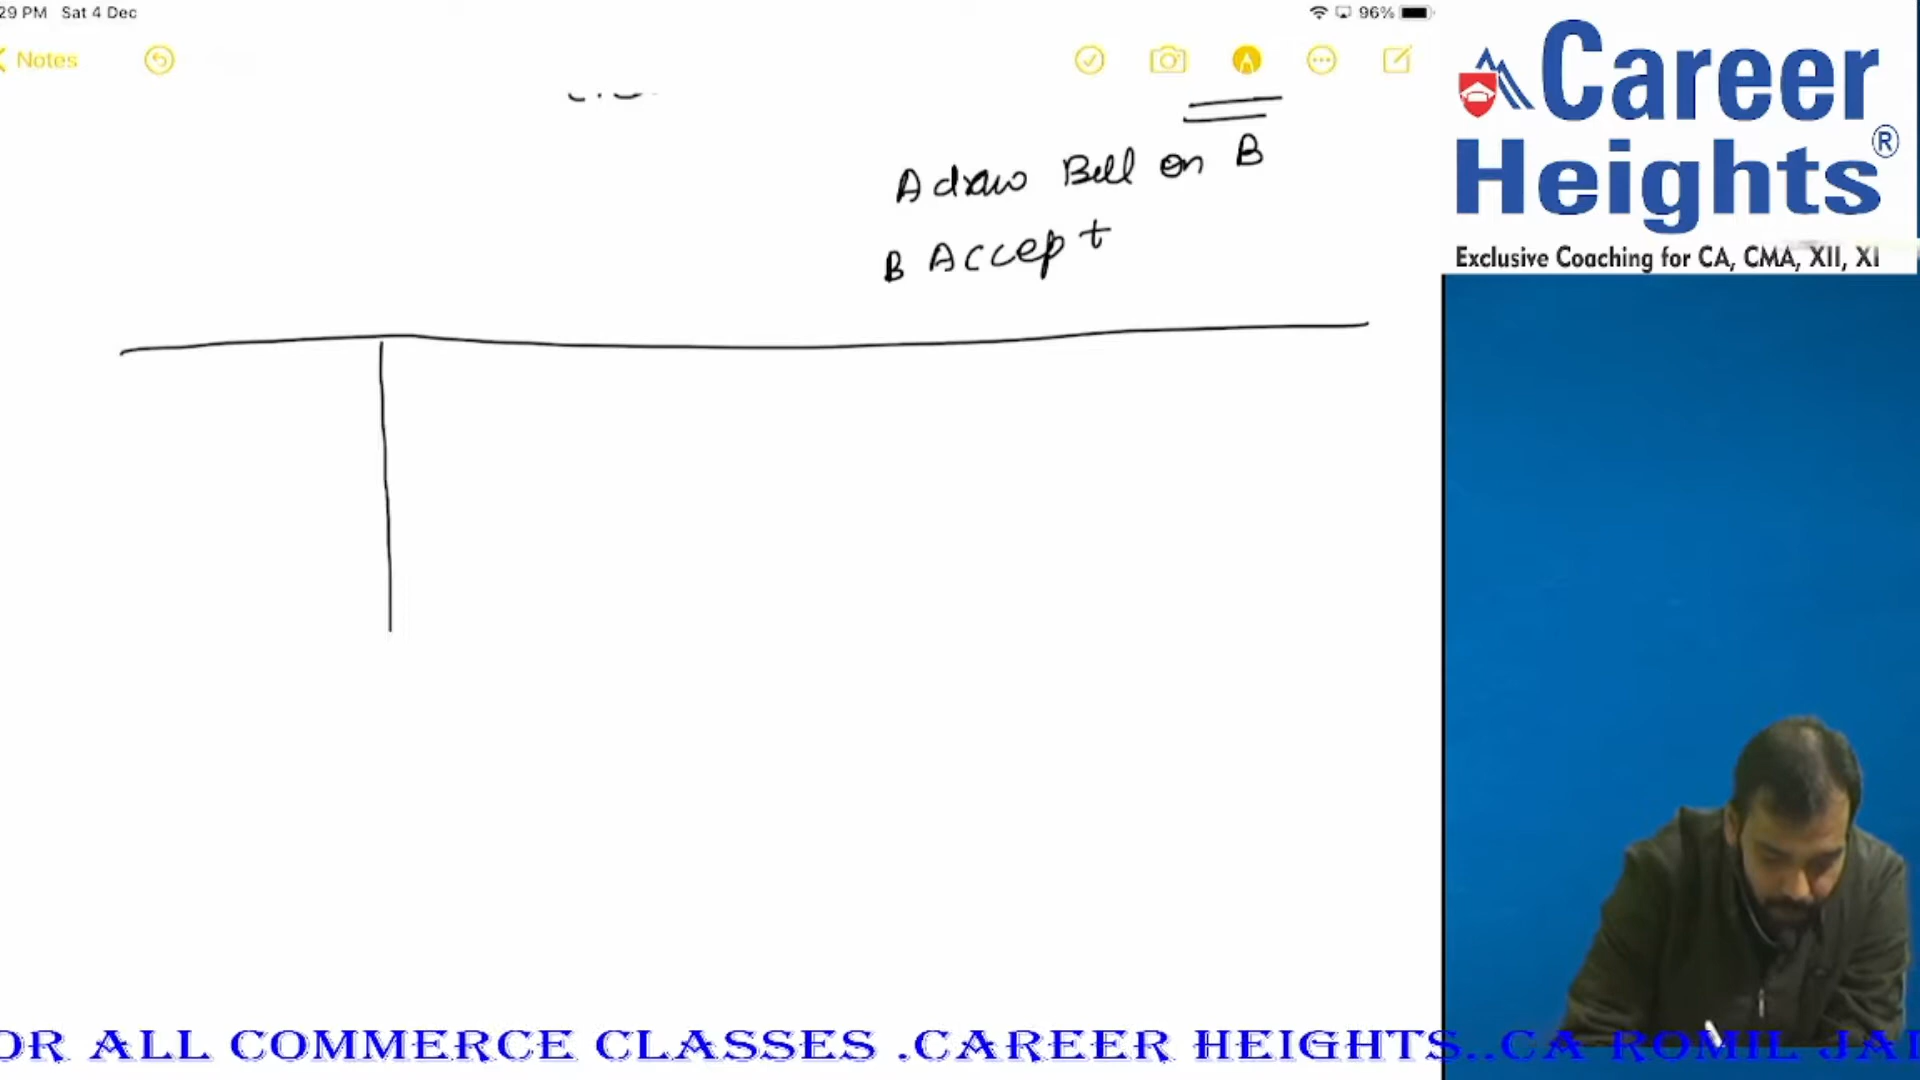 29 PM Sat 4 Dec
96%
Notes
A draw Bill on B
B Accept
Career
Heights®
Exclusive Coaching for CA, CMA, XII, XI
OR ALL COMMERCE CLASSES .CAREER HEIGHTS..CA ROMIL JAI